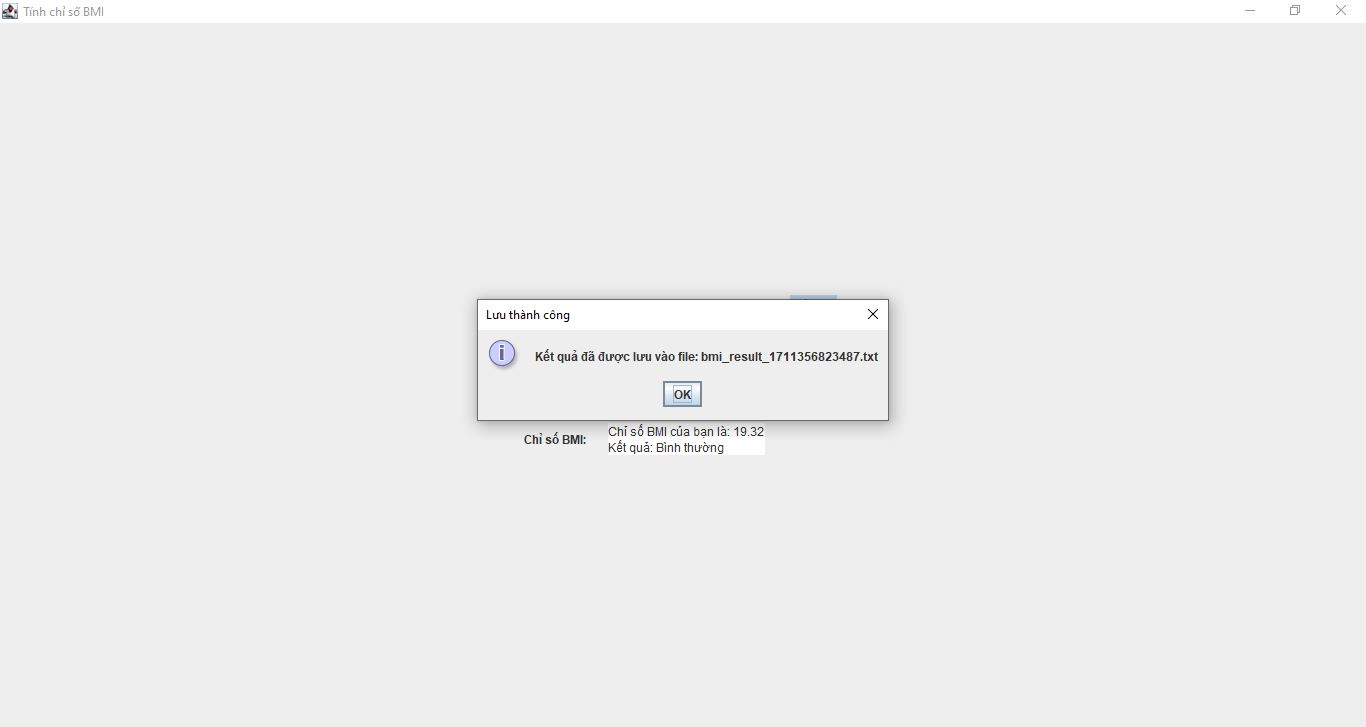 Tính chỉ số BMI
Lưu thành công
Kết quả đã được lưu vào file: bmi_result_1711356823487.txt
OK
Chỉ số BMI:
Chỉ số BMI của bạn là: 19.32
Kết quả: Bình thường